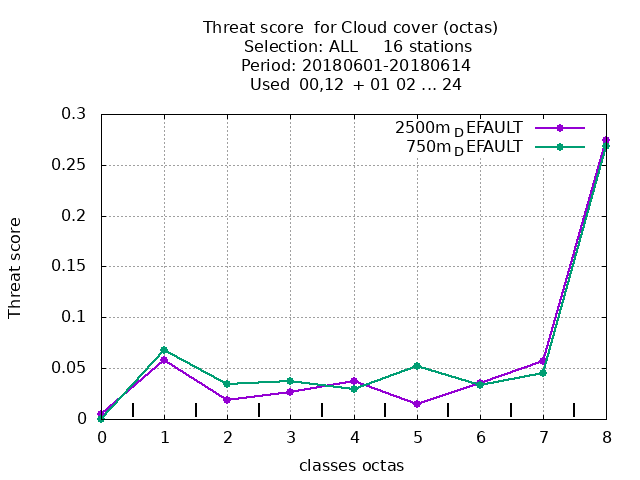 Threat score  for Cloud cover (octas)
Selection: ALL     16 stations
Period: 20180601-20180614
Used  00,12  + 01 02 ... 24
2500m_DEFAULT
750m_DEFAULT
0.3
0.25
0.2
0.15
0.1
0.05
0
Threat score
0 1 2 3 4 5 6 7 8
classes octas